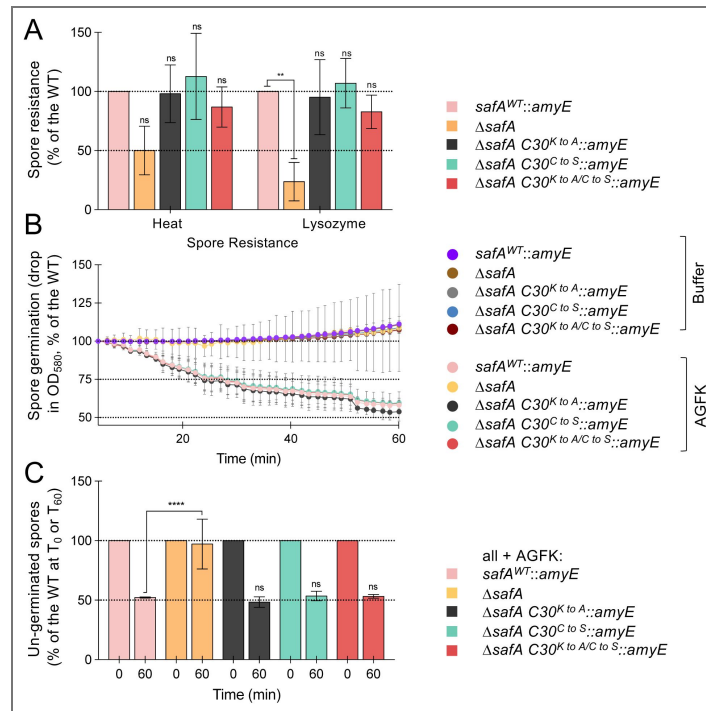 A
Spore resistance
(% of the WT)
150
100
50
0
ns
ns
ns
ns
**
ns
ns
ns
Heat
Lysozyme
Spore Resistance
safA^WT::amyE
ΔsafA
ΔsafA C30^K to A::amyE
ΔsafA C30^C to S::amyE
ΔsafA C30^K to A/C to S::amyE
B
Spore germination (drop
in OD580, % of the WT)
150
125
100
75
50
20
40
60
Time (min)
safA^WT::amyE
ΔsafA
ΔsafA C30^K to A::amyE
ΔsafA C30^C to S::amyE
ΔsafA C30^K to A/C to S::amyE
Buffer
safA^WT::amyE
ΔsafA
ΔsafA C30^K to A::amyE
ΔsafA C30^C to S::amyE
ΔsafA C30^K to A/C to S::amyE
AGFK
C
Un-germinated spores
(% of the WT at T0 or T60)
150
100
50
0
****
ns
ns
ns
0 60 0 60 0 60 0 60 0 60
Time (min)
all + AGFK:
safA^WT::amyE
ΔsafA
ΔsafA C30^K to A::amyE
ΔsafA C30^C to S::amyE
ΔsafA C30^K to A/C to S::amyE